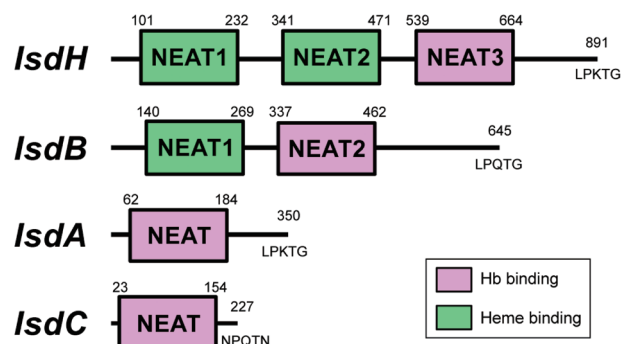 101 232 341 471 539 664 891
IsdH NEAT1 NEAT2 NEAT3
LPKTG
140 269 337 462 645
IsdB NEAT1 NEAT2
LPQTG
62 184 350
IsdA NEAT
LPKTG
23 154 227
IsdC NEAT
NPQTN
Hb binding
Heme binding